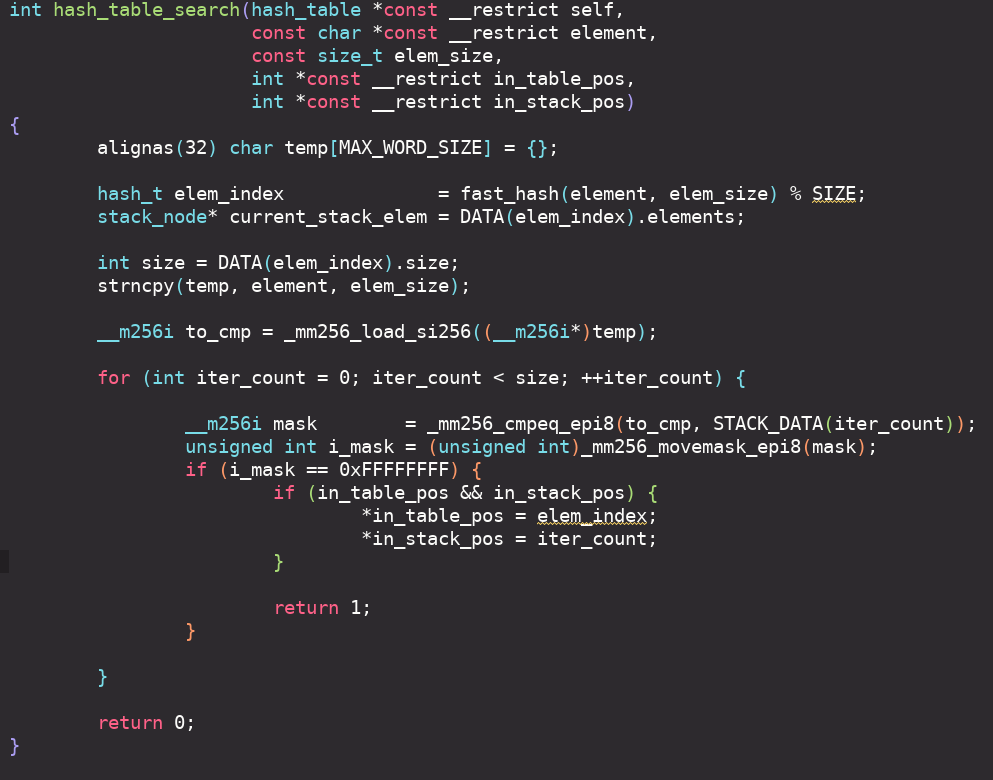 int hash_table_search(hash_table *const __restrict self,
                      const char *const __restrict element,
                      const size_t elem_size,
                      int *const __restrict in_table_pos,
                      int *const __restrict in_stack_pos)
{
        alignas(32) char temp[MAX_WORD_SIZE] = {};
        hash_t elem_index              = fast_hash(element, elem_size) % SIZE;
        stack_node* current_stack_elem = DATA(elem_index).elements;
        int size = DATA(elem_index).size;
        strncpy(temp, element, elem_size);
        __m256i to_cmp = _mm256_load_si256((__m256i*)temp);
        for (int iter_count = 0; iter_count < size; ++iter_count) {
                __m256i mask        = _mm256_cmpeq_epi8(to_cmp, STACK_DATA(iter_count));
                unsigned int i_mask = (unsigned int)_mm256_movemask_epi8(mask);
                if (i_mask == 0xFFFFFFFF) {
                        if (in_table_pos && in_stack_pos) {
                                *in_table_pos = elem_index;
                                *in_stack_pos = iter_count;
                        }
                        return 1;
                }
        }
        return 0;
}